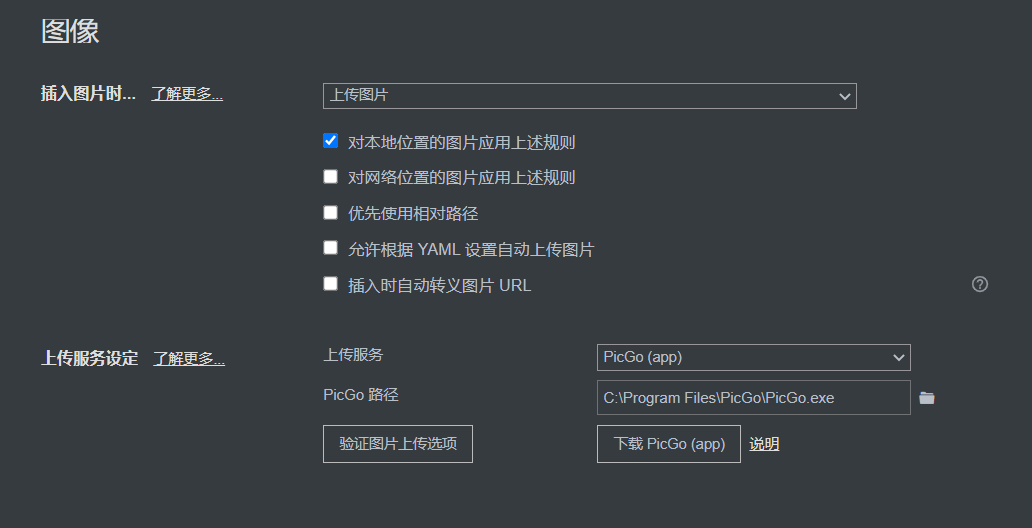 图像
插入图片时... 了解更多... 上传图片
对本地位置的图片应用上述规则
对网络位置的图片应用上述规则
优先使用相对路径
允许根据 YAML 设置自动上传图片
插入时自动转义图片 URL
上传服务设定 了解更多... 上传服务 PicGo (app)
PicGo 路径 C:\Program Files\PicGo\PicGo.exe
验证图片上传选项 下载 PicGo (app) 说明